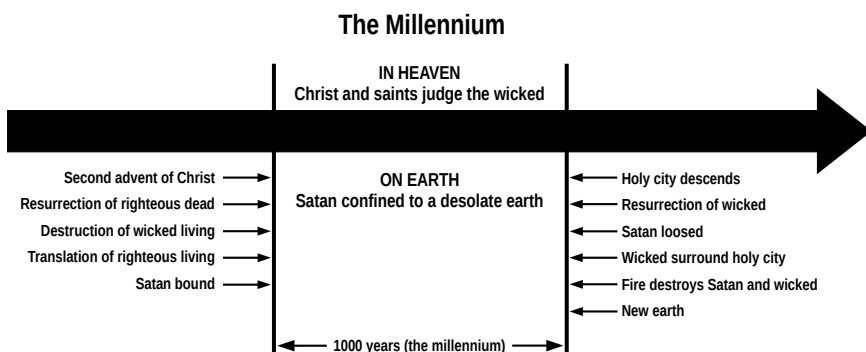 The Millennium
IN HEAVEN
Christ and saints judge the wicked
Second advent of Christ
Resurrection of righteous dead
Destruction of wicked living
Translation of righteous living
Satan bound
ON EARTH
Satan confined to a desolate earth
Holy city descends
Resurrection of wicked
Satan loosed
Wicked surround holy city
Fire destroys Satan and wicked
New earth
1000 years (the millennium)